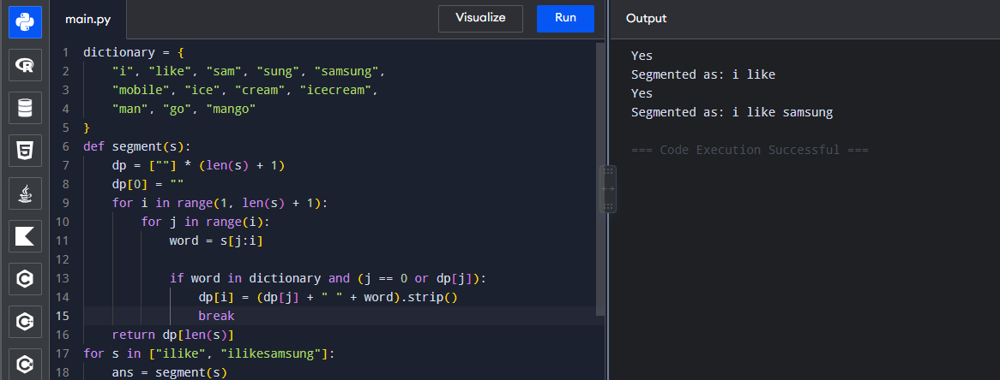 main.py
Visualize
Run
Output
1 dictionary = {
2 "i", "like", "sam", "sung", "samsung",
3 "mobile", "ice", "cream", "icecream",
4 "man", "go", "mango"
5 }
6 def segment(s):
7 dp = [""] * (len(s) + 1)
8 dp[0] = ""
9 for i in range(1, len(s) + 1):
10 for j in range(i):
11 word = s[j:i]
12
13 if word in dictionary and (j == 0 or dp[j]):
14 dp[i] = (dp[j] + " " + word).strip()
15 break
16 return dp[len(s)]
17 for s in ["ilike", "ilikesamsung"]:
18 ans = segment(s)
Yes
Segmented as: i like
Yes
Segmented as: i like samsung
=== Code Execution Successful ===